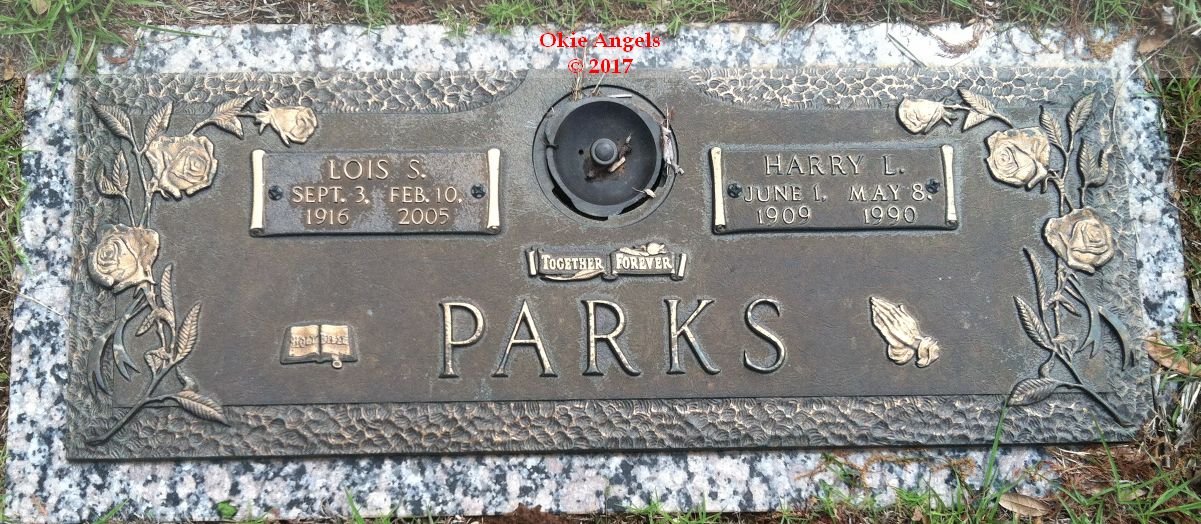 Okie Angels
© 2017
LOIS S.
SEPT. 3, FEB. 10,
1916 2005
HARRY L.
JUNE 1, MAY 8,
1909 1990
TOGETHER FOREVER
PARKS
HOLY BIBLE